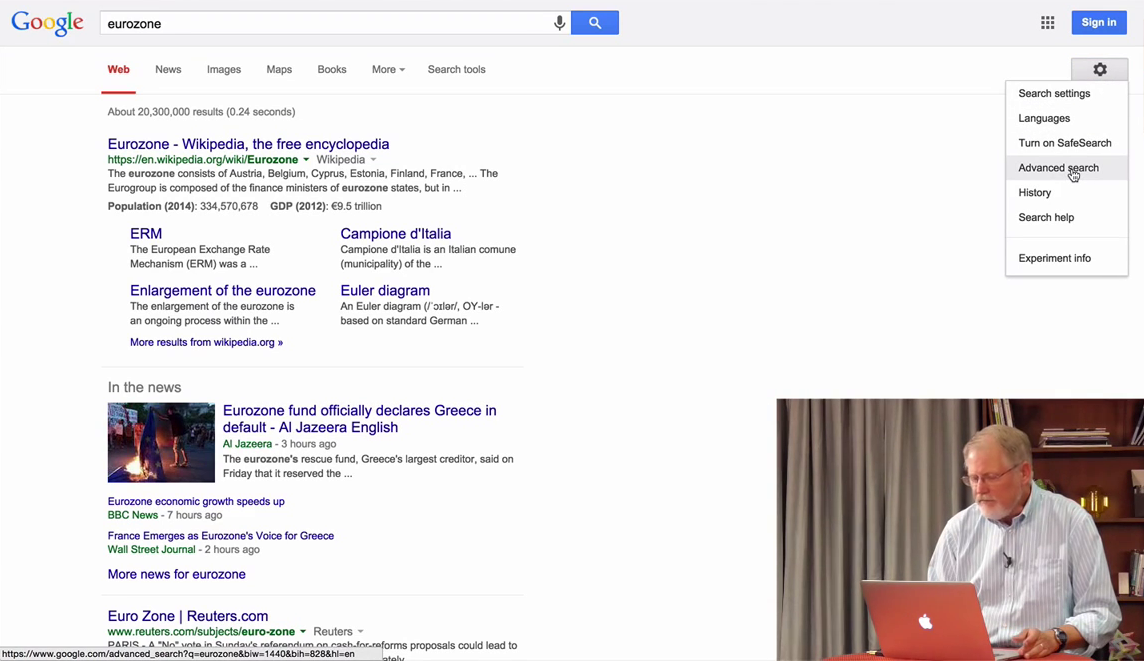 Google
eurozone
Sign in
Web News Images Maps Books More Search tools
About 20,300,000 results (0.24 seconds)
Search settings
Languages
Turn on SafeSearch
Advanced search
History
Search help
Experiment info
Eurozone - Wikipedia, the free encyclopedia
https://en.wikipedia.org/wiki/Eurozone Wikipedia
The eurozone consists of Austria, Belgium, Cyprus, Estonia, Finland, France, ... The
Eurogroup is composed of the finance ministers of eurozone states, but in ...
Population (2014): 334,570,678 GDP (2012): €9.5 trillion
ERM
The European Exchange Rate
Mechanism (ERM) was a ...
Campione d'Italia
Campione d'Italia is an Italian comune
(municipality) of the ...
Enlargement of the eurozone
The enlargement of the eurozone is
an ongoing process within the ...
Euler diagram
An Euler diagram (/ˈɔɪlər/, OY-lər -
based on standard German ...
More results from wikipedia.org »
In the news
Eurozone fund officially declares Greece in
default - Al Jazeera English
Al Jazeera - 3 hours ago
The eurozone's rescue fund, Greece's largest creditor, said on
Friday that it reserved the ...
Eurozone economic growth speeds up
BBC News - 7 hours ago
France Emerges as Eurozone's Voice for Greece
Wall Street Journal - 2 hours ago
More news for eurozone
Euro Zone | Reuters.com
www.reuters.com/subjects/euro-zone Reuters
PARIS - A "No" vote in Sunday's referendum on cash-for-reforms proposals could lead to
https://www.google.com/advanced_search?q=eurozone&biw=1440&bih=828&hl=en